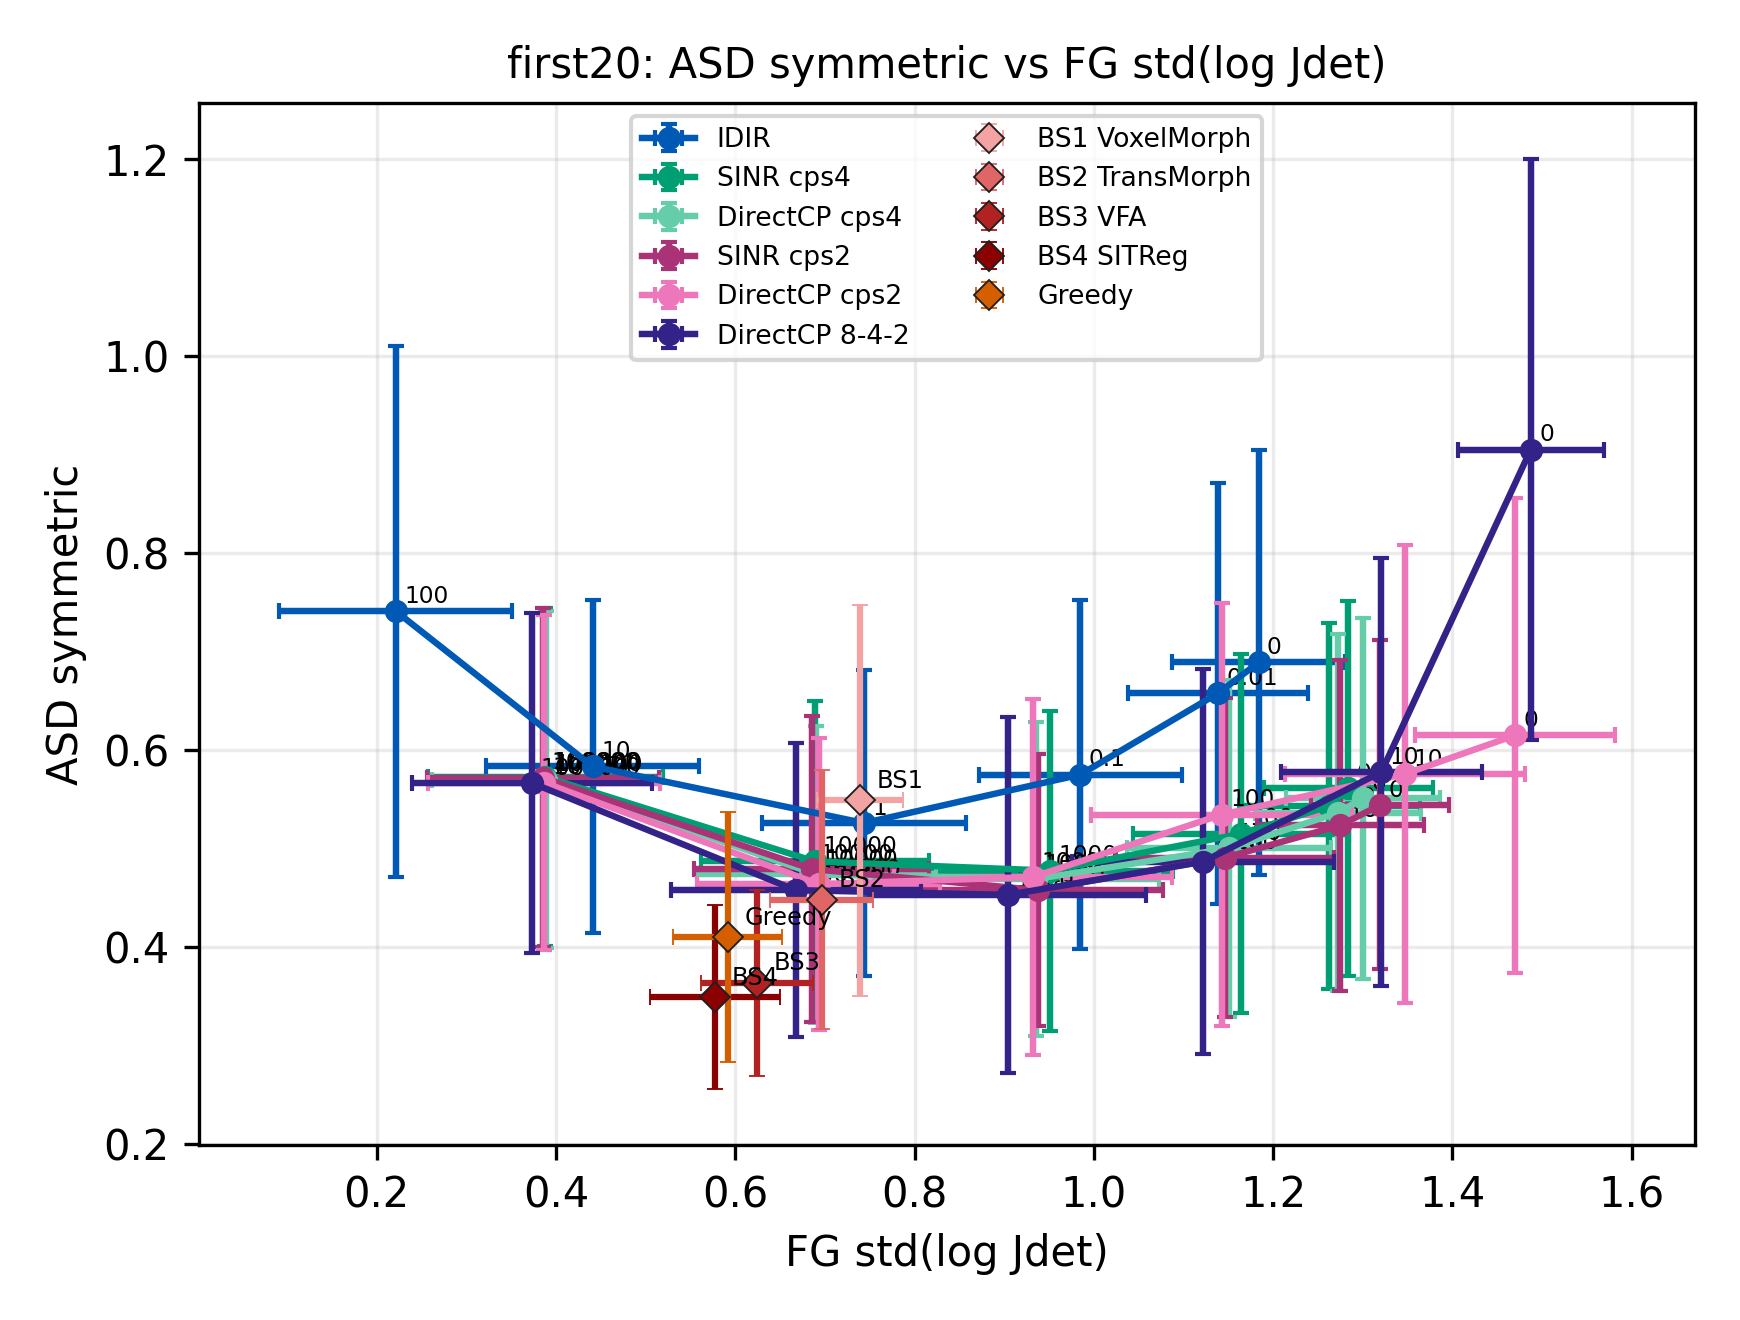 first20: ASD symmetric vs FG std(log Jdet)
IDIR
SINR cps4
DirectCP cps4
SINR cps2
DirectCP cps2
DirectCP 8-4-2
BS1 VoxelMorph
BS2 TransMorph
BS3 VFA
BS4 SITReg
Greedy
ASD symmetric
1.2
1.0
0.8
0.6
0.4
0.2
0
100
0
0.01
0
10
10
10
0.1
BS1
1
100
10000
1000
BS2
Greedy
BS3
BS4
0.2
0.4
0.6
0.8
1.0
1.2
1.4
1.6
FG std(log Jdet)